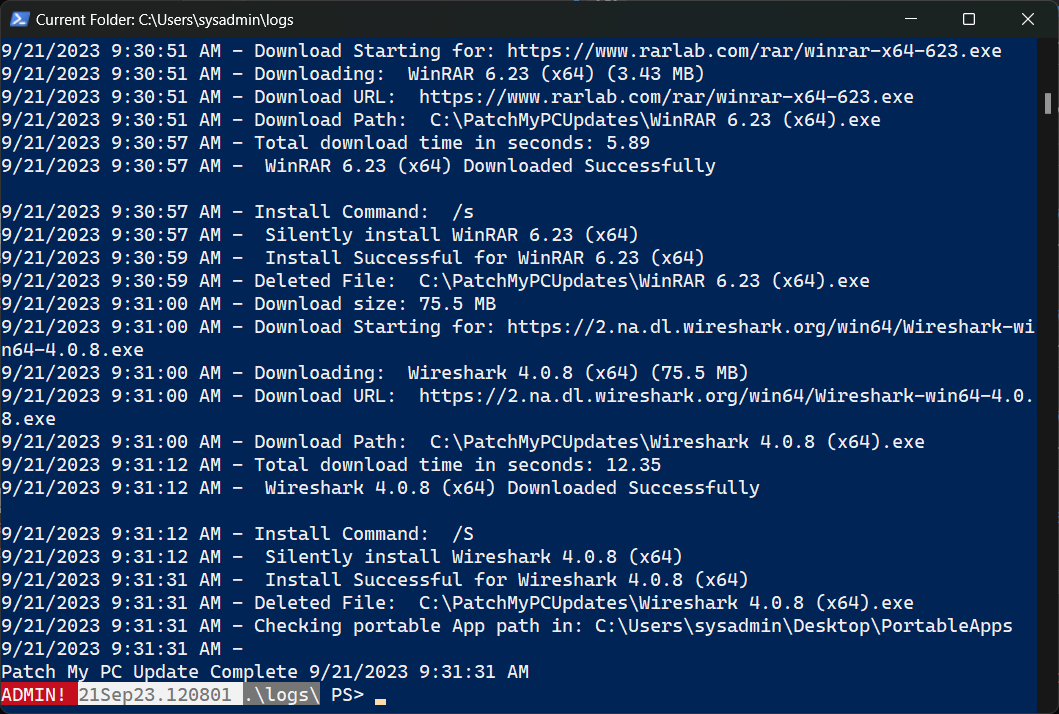 Current Folder: C:\Users\sysadmin\logs
9/21/2023 9:30:51 AM - Download Starting for: https://www.rarlab.com/rar/winrar-x64-623.exe
9/21/2023 9:30:51 AM - Downloading:  WinRAR 6.23 (x64) (3.43 MB)
9/21/2023 9:30:51 AM - Download URL:  https://www.rarlab.com/rar/winrar-x64-623.exe
9/21/2023 9:30:51 AM - Download Path:  C:\PatchMyPCUpdates\WinRAR 6.23 (x64).exe
9/21/2023 9:30:57 AM - Total download time in seconds: 5.89
9/21/2023 9:30:57 AM -  WinRAR 6.23 (x64) Downloaded Successfully
9/21/2023 9:30:57 AM - Install Command:  /s
9/21/2023 9:30:57 AM -  Silently install WinRAR 6.23 (x64)
9/21/2023 9:30:59 AM -  Install Successful for WinRAR 6.23 (x64)
9/21/2023 9:30:59 AM - Deleted File:  C:\PatchMyPCUpdates\WinRAR 6.23 (x64).exe
9/21/2023 9:31:00 AM - Download size: 75.5 MB
9/21/2023 9:31:00 AM - Download Starting for: https://2.na.dl.wireshark.org/win64/Wireshark-wi
n64-4.0.8.exe
9/21/2023 9:31:00 AM - Downloading:  Wireshark 4.0.8 (x64) (75.5 MB)
9/21/2023 9:31:00 AM - Download URL:  https://2.na.dl.wireshark.org/win64/Wireshark-win64-4.0.
8.exe
9/21/2023 9:31:00 AM - Download Path:  C:\PatchMyPCUpdates\Wireshark 4.0.8 (x64).exe
9/21/2023 9:31:12 AM - Total download time in seconds: 12.35
9/21/2023 9:31:12 AM -  Wireshark 4.0.8 (x64) Downloaded Successfully
9/21/2023 9:31:12 AM - Install Command:  /S
9/21/2023 9:31:12 AM -  Silently install Wireshark 4.0.8 (x64)
9/21/2023 9:31:31 AM -  Install Successful for Wireshark 4.0.8 (x64)
9/21/2023 9:31:31 AM - Deleted File:  C:\PatchMyPCUpdates\Wireshark 4.0.8 (x64).exe
9/21/2023 9:31:31 AM - Checking portable App path in: C:\Users\sysadmin\Desktop\PortableApps
9/21/2023 9:31:31 AM -
Patch My PC Update Complete 9/21/2023 9:31:31 AM
ADMIN! 21Sep23.120801 .\logs\ PS>